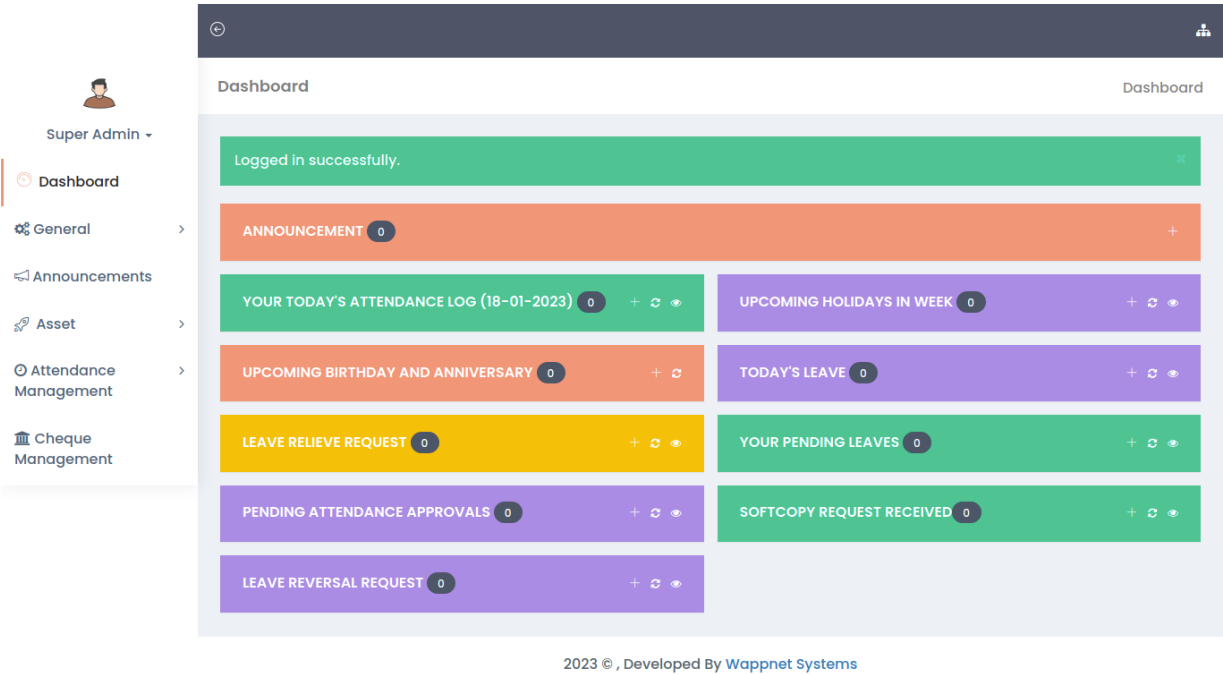 Dashboard
Dashboard
Super Admin
Dashboard
General
Announcements
Asset
Attendance
Management
Cheque
Management
Logged in successfully.
ANNOUNCEMENT 0
YOUR TODAY'S ATTENDANCE LOG (18-01-2023) 0
UPCOMING HOLIDAYS IN WEEK 0
UPCOMING BIRTHDAY AND ANNIVERSARY 0
TODAY'S LEAVE 0
LEAVE RELIEVE REQUEST 0
YOUR PENDING LEAVES 0
PENDING ATTENDANCE APPROVALS 0
SOFTCOPY REQUEST RECEIVED 0
LEAVE REVERSAL REQUEST 0
2023 © , Developed By Wappnet Systems